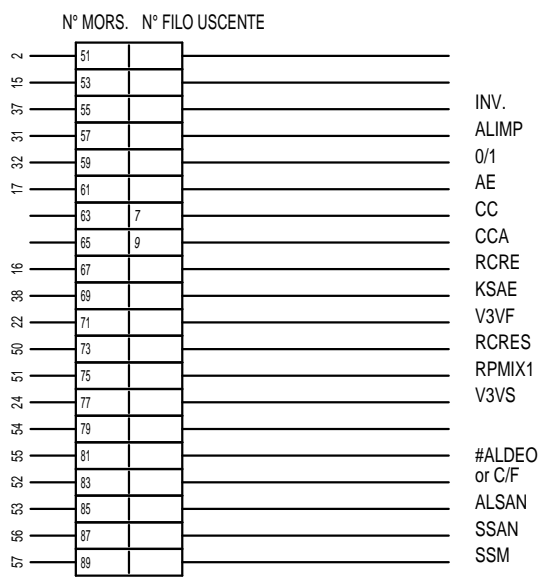 N° MORS. N° FILO USCENTE
2 51
15 53
37 55 INV.
31 57 ALIMP
32 59 0/1
17 61 AE
63 7 CC
65 9 CCA
16 67 RCRE
38 69 KSAE
22 71 V3VF
50 73 RCRES
51 75 RPMIX1
24 77 V3VS
54 79
55 81 #ALDEO
52 83 or C/F
53 85 ALSAN
56 87 SSAN
57 89 SSM